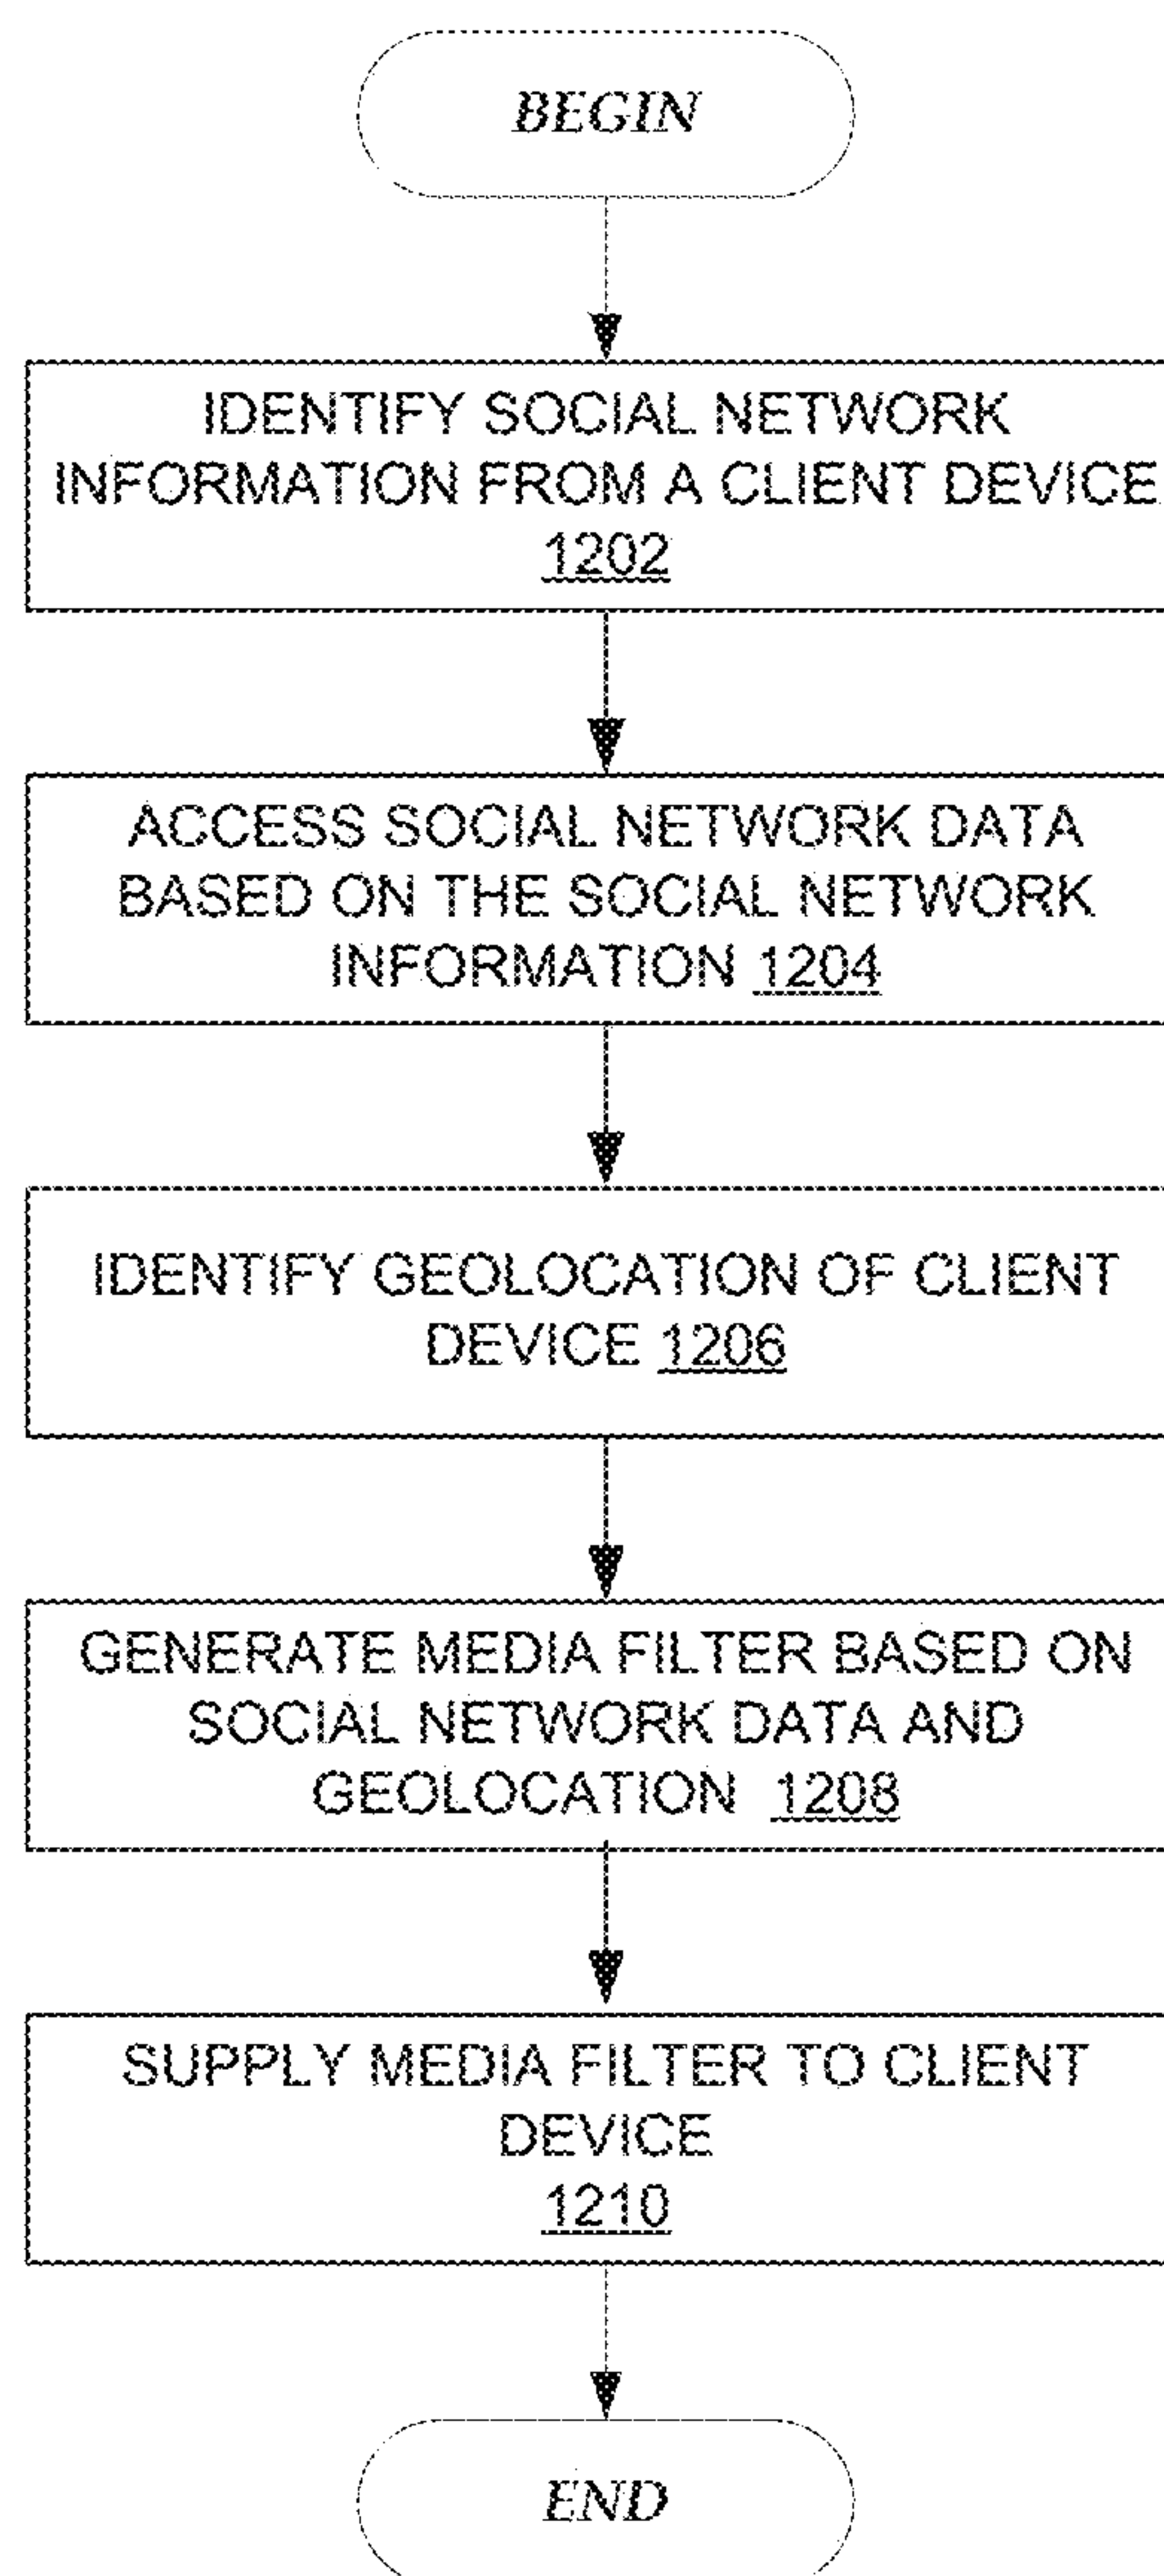 BEGIN
IDENTIFY SOCIAL NETWORK
INFORMATION FROM A CLIENT DEVICE
1202
ACCESS SOCIAL NETWORK DATA
BASED ON THE SOCIAL NETWORK
INFORMATION 1204
IDENTIFY GEOLOCATION OF CLIENT
DEVICE 1206
GENERATE MEDIA FILTER BASED ON
SOCIAL NETWORK DATA AND
GEOLOCATION 1208
SUPPLY MEDIA FILTER TO CLIENT
DEVICE
1210
END